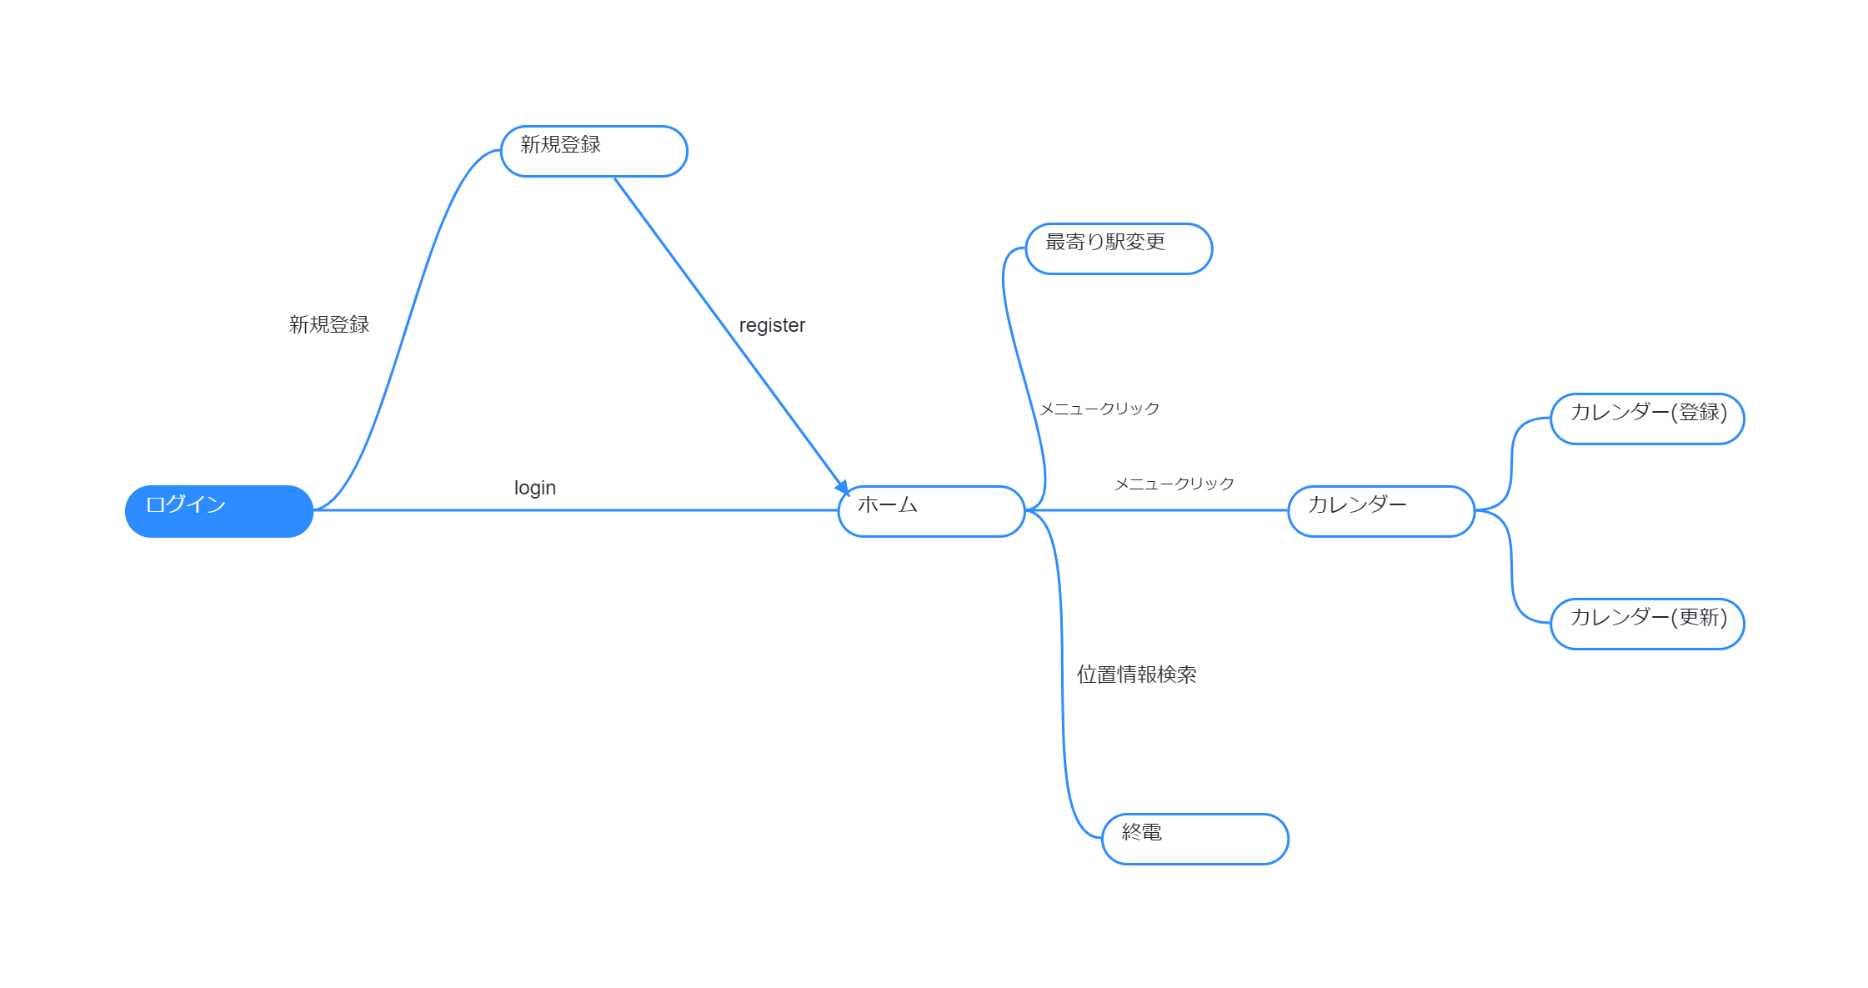 新規登録
最寄り駅変更
新規登録
register
メニュークリック
カレンダー(登録)
メニュークリック
login
ログイン
ホーム
カレンダー
カレンダー(更新)
位置情報検索
終電